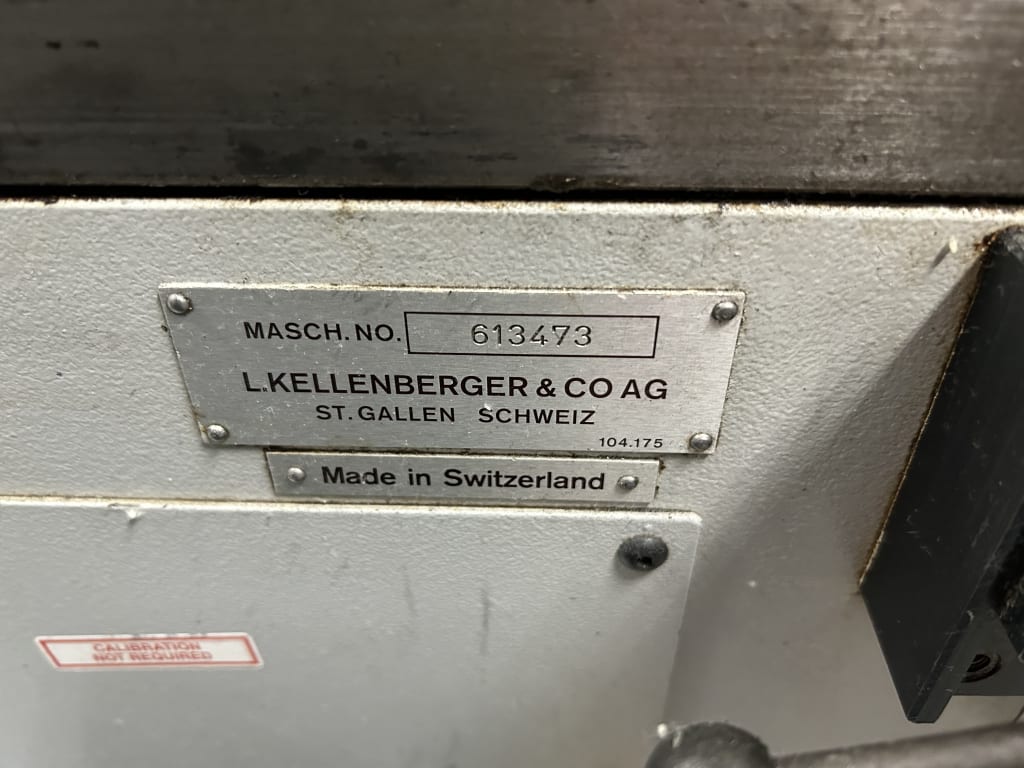 MASCH. NO. 613473
L. KELLENBERGER & CO AG
ST. GALLEN SCHWEIZ
104.175
Made in Switzerland
CALIBRATION
NOT REQUIRED